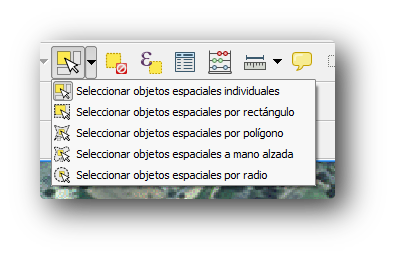 Seleccionar objetos espaciales individuales
Seleccionar objetos espaciales por rectángulo
Seleccionar objetos espaciales por polígono
Seleccionar objetos espaciales a mano alzada
Seleccionar objetos espaciales por radio